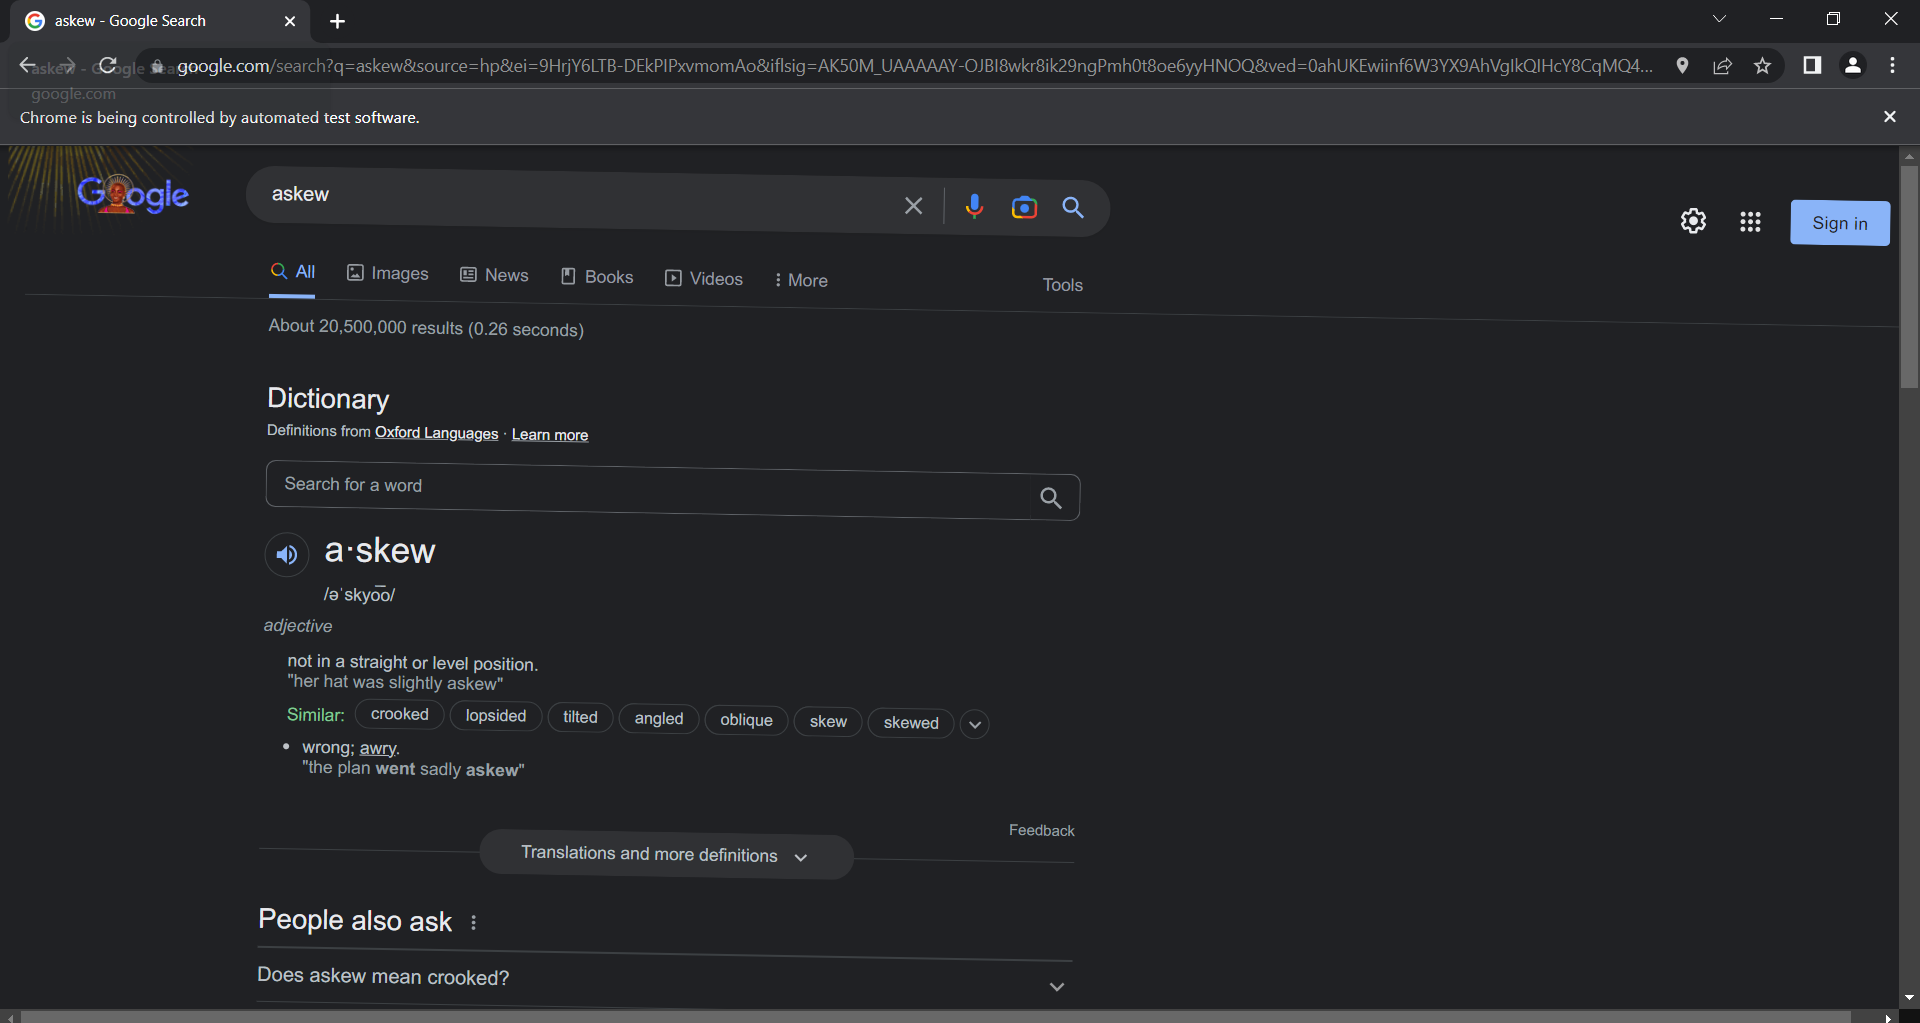 askew - Google Search
google.com/search?q=askew&source=hp&ei=9HrjY6LTB-DEkPIPxvmomAo&iflsig=AK50M_UAAAAAY-OJBI8wkr8ik29ngPmh0t8oe6yyHNOQ&ved=0ahUKEwiinf6W3YX9AhVglkQIHcY8CqMQ4...
google.com
Chrome is being controlled by automated test software.
Google
askew
Sign in
All Images News Books Videos More Tools
About 20,500,000 results (0.26 seconds)
Dictionary
Definitions from Oxford Languages · Learn more
Search for a word
a·skew
/əˈskyo͞o/
adjective
not in a straight or level position.
"her hat was slightly askew"
Similar: crooked lopsided tilted angled oblique skew skewed
• wrong; awry.
"the plan went sadly askew"
Feedback
Translations and more definitions
People also ask
Does askew mean crooked?